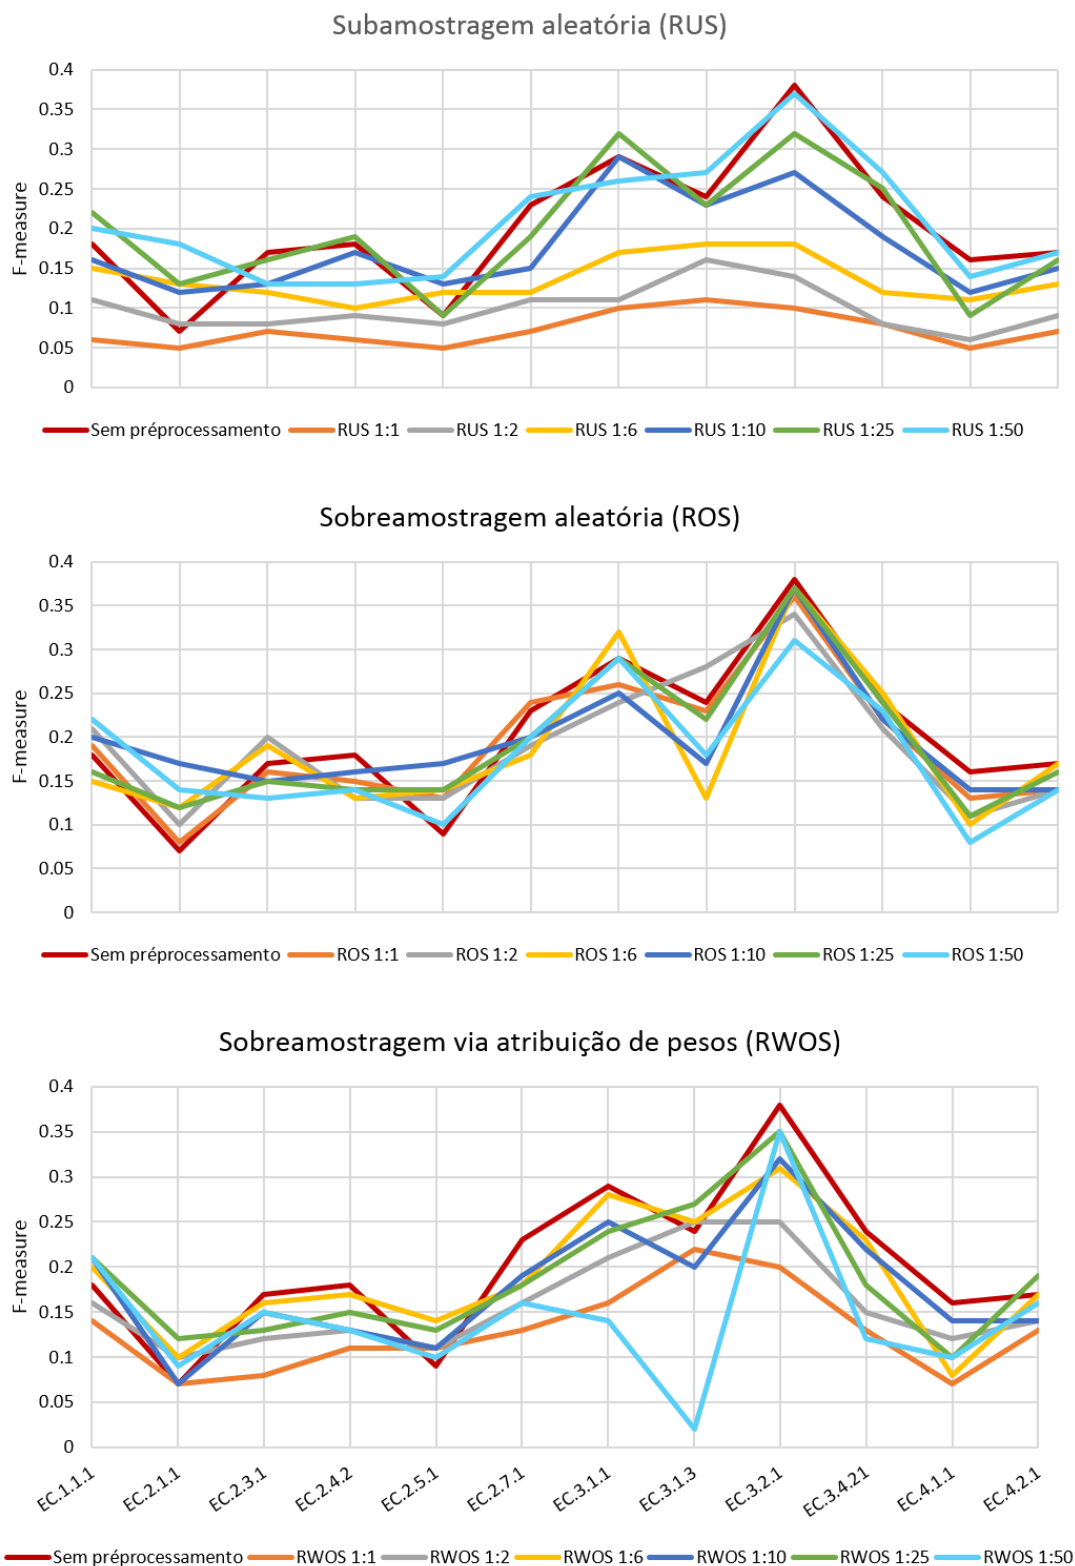 Subamostragem aleatória (RUS)
0.4
0.35
0.3
0.25
0.2
0.15
0.1
0.05
0
F-measure
Sem préprocessamento RUS 1:1 RUS 1:2 RUS 1:6 RUS 1:10 RUS 1:25 RUS 1:50
Sobreamostragem aleatória (ROS)
0.4
0.35
0.3
0.25
0.2
0.15
0.1
0.05
0
F-measure
Sem préprocessamento ROS 1:1 ROS 1:2 ROS 1:6 ROS 1:10 ROS 1:25 ROS 1:50
Sobreamostragem via atribuição de pesos (RWOS)
0.4
0.35
0.3
0.25
0.2
0.15
0.1
0.05
0
F-measure
EC.1.1.1 EC.2.1.1 EC.2.3.1 EC.2.4.2 EC.2.5.1 EC.2.7.1 EC.3.1.1 EC.3.1.3 EC.3.2.1 EC.3.4.21 EC.4.1.1 EC.4.2.1
Sem préprocessamento RWOS 1:1 RWOS 1:2 RWOS 1:6 RWOS 1:10 RWOS 1:25 RWOS 1:50